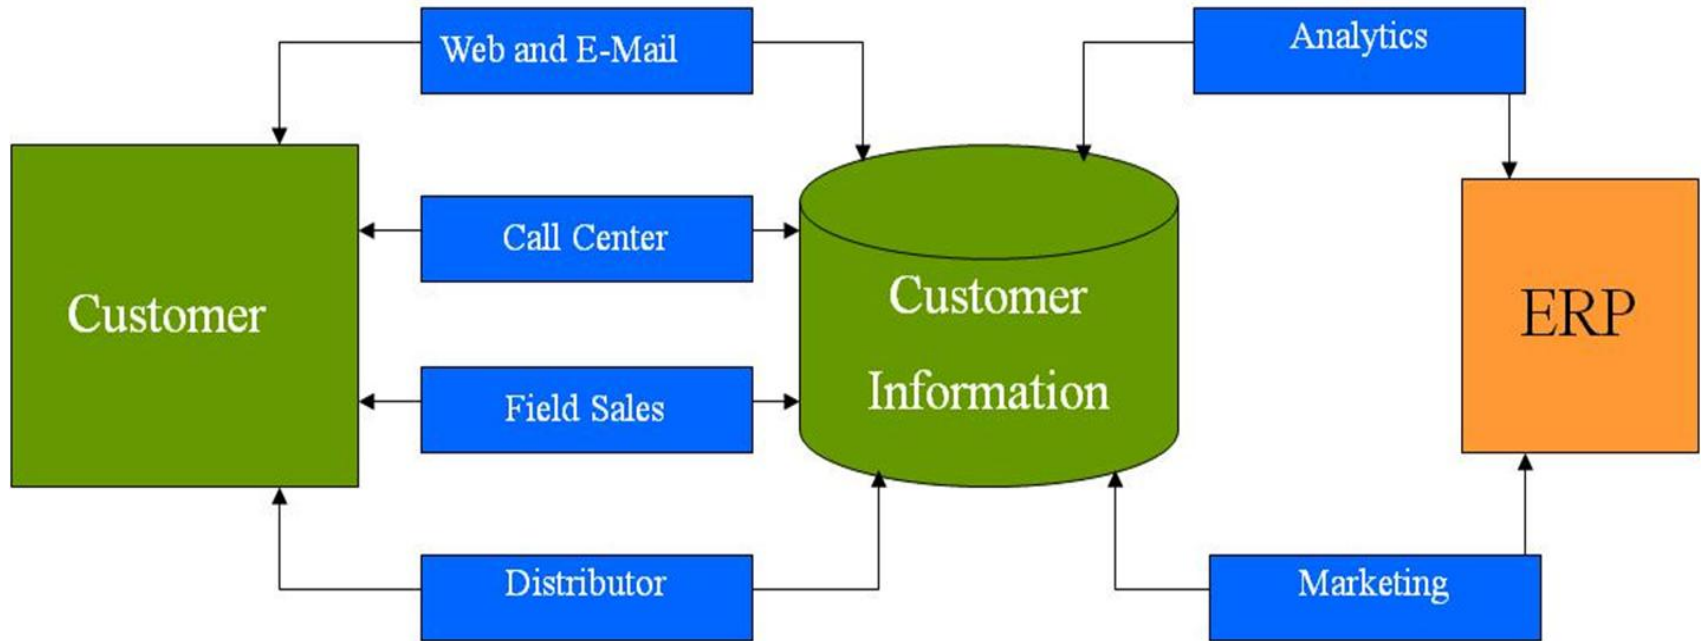 Web and E-Mail
Analytics
Call Center
Customer
Customer
Information
ERP
Field Sales
Distributor
Marketing